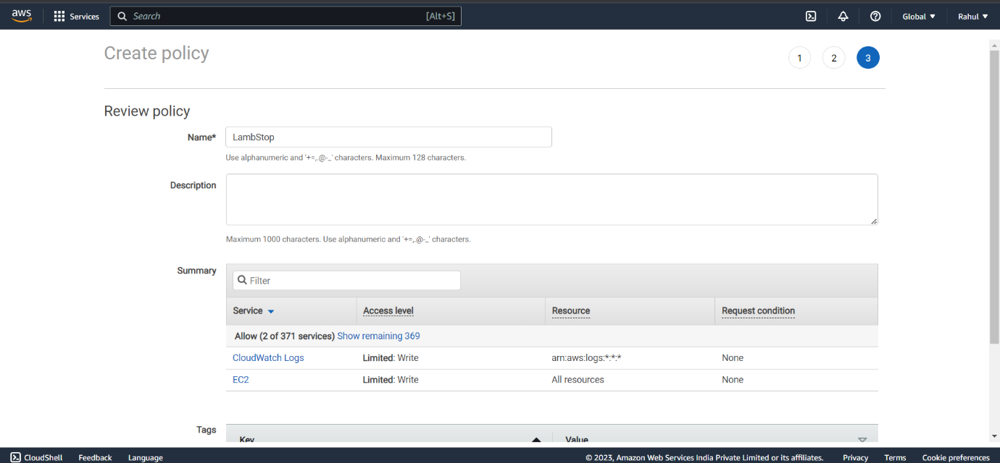 aws Services Search [Alt+S] Global ▼ Rahul ▼
Create policy 1 2 3
Review policy
Name* LambStop
Use alphanumeric and '+=,.@-_' characters. Maximum 128 characters.
Description
Maximum 1000 characters. Use alphanumeric and '+=,.@-_' characters.
Summary Filter
Service Access level Resource Request condition
Allow (2 of 371 services) Show remaining 369
CloudWatch Logs Limited: Write arn:aws:logs:*:*:* None
EC2 Limited: Write All resources None
Tags Key Value
CloudShell Feedback Language © 2023, Amazon Web Services India Private Limited or its affiliates. Privacy Terms Cookie preferences